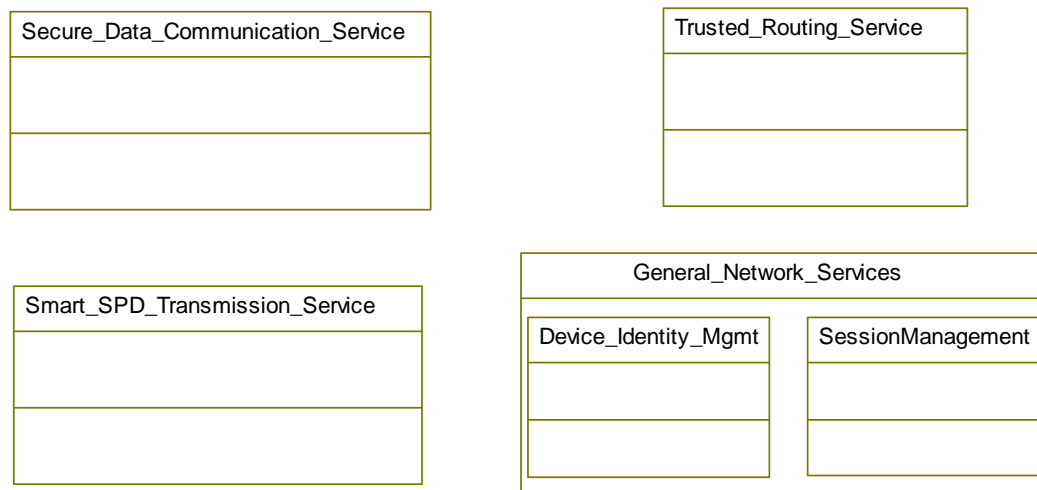 Secure_Data_Communication_Service
Trusted_Routing_Service
Smart_SPD_Transmission_Service
General_Network_Services
Device_Identity_Mgmt
SessionManagement